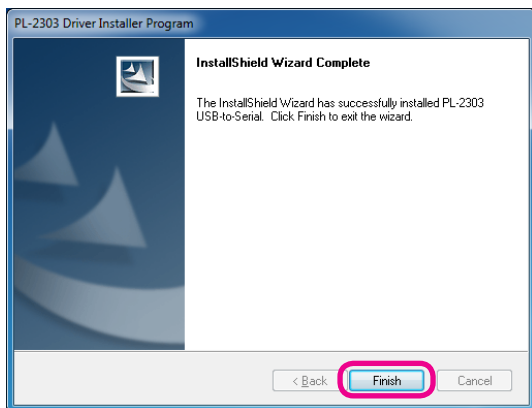 PL-2303 Driver Installer Program
InstallShield Wizard Complete
The InstallShield Wizard has successfully installed PL-2303
USB-to-Serial. Click Finish to exit the wizard.
< Back Finish Cancel